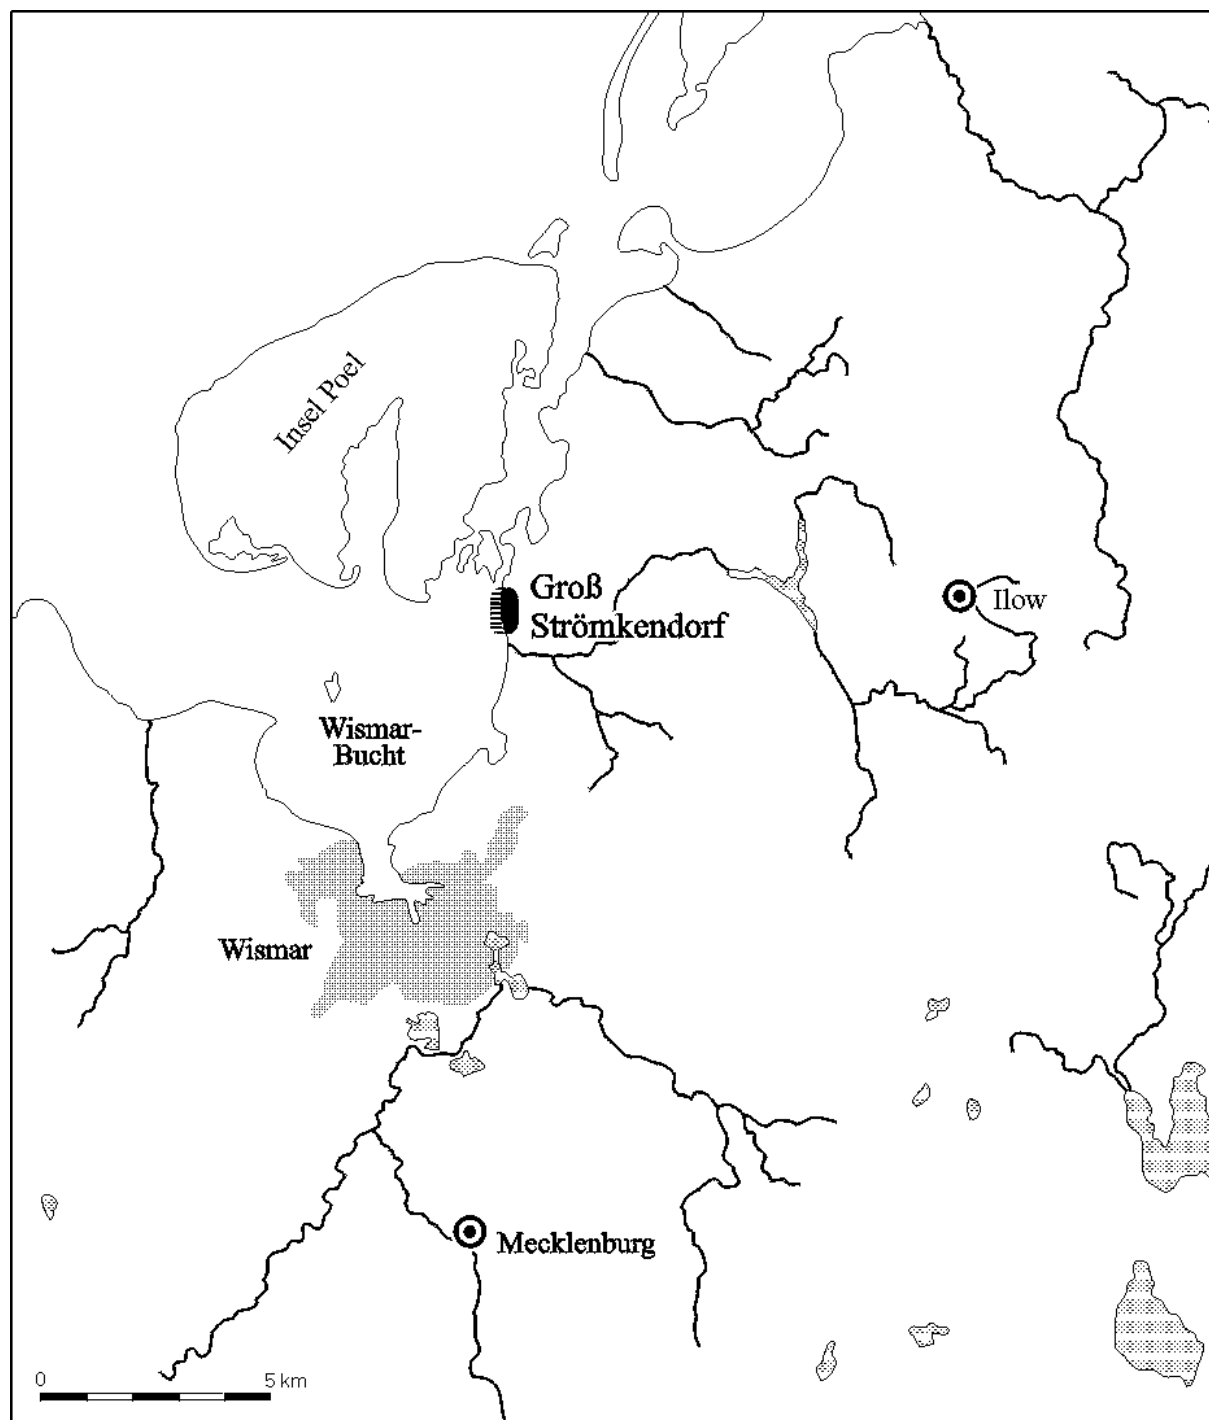 Insel Poel
Groß
Strömkendorf
Ilow
Wismar-
Bucht
Wismar
Mecklenburg
0 5 km